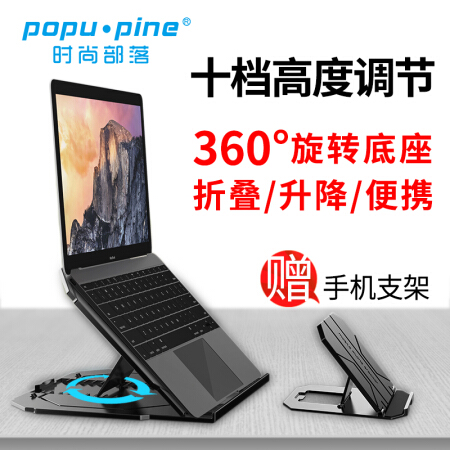 popu•pine®
时尚部落
十档高度调节
360°旋转底座
折叠/升降/便携
赠 手机支架